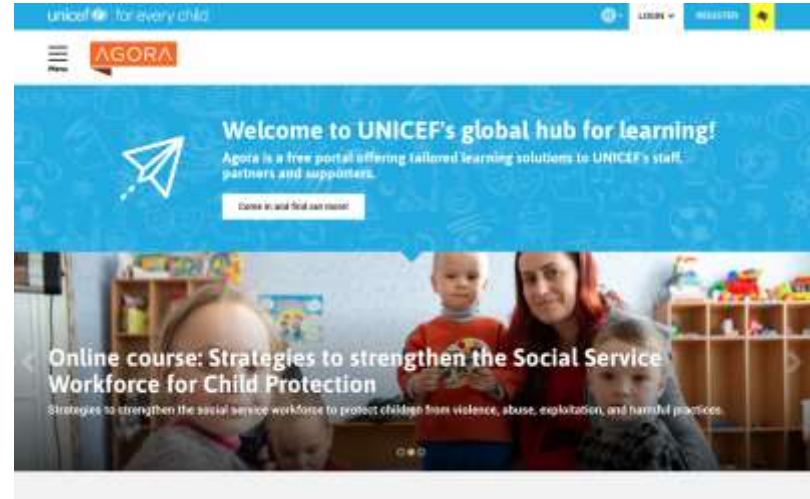 unicef for every child
LOGIN
REGISTER
Menu
AGORA
Welcome to UNICEF's global hub for learning!
Agora is a free portal offering tailored learning solutions to UNICEF's staff,
partners and supporters.
Come in and find out more!
Online course: Strategies to strengthen the Social Service
Workforce for Child Protection
Strategies to strengthen the social service workforce to protect children from violence, abuse, exploitation, and harmful practices.